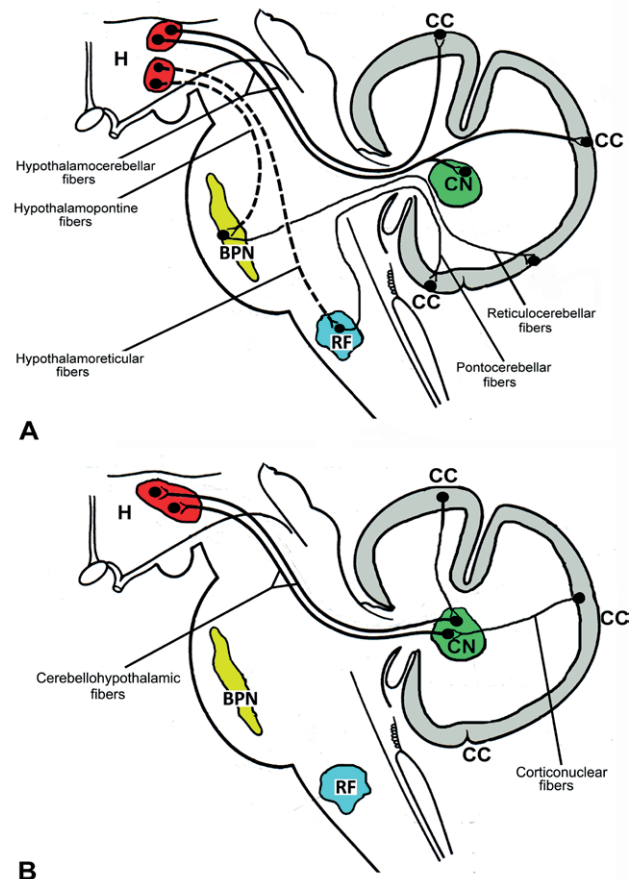 CC
H
CC
Hypothalamocerebellar
fibers
CN
Hypothalamopontine
fibers
BPN
CC
Reticulocerebellar
fibers
Hypothalamoreticular
fibers
RF
Pontocerebellar
fibers
A
CC
H
CC
Cerebellohypothalamic
fibers
CN
BPN
CC
Corticonuclear
fibers
RF
B